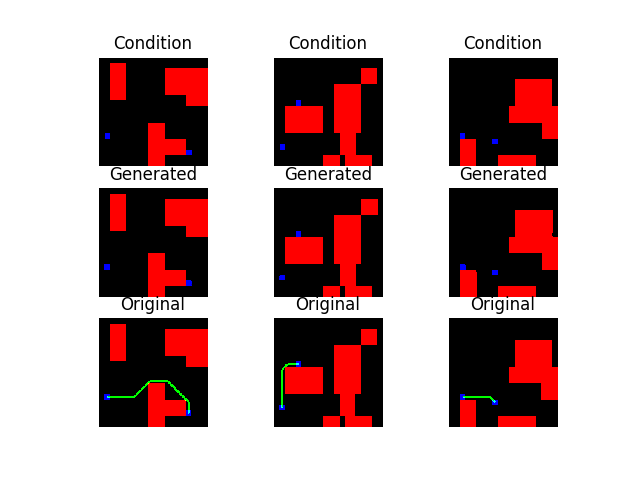 Condition Condition Condition
Generated Generated Generated
Original Original Original